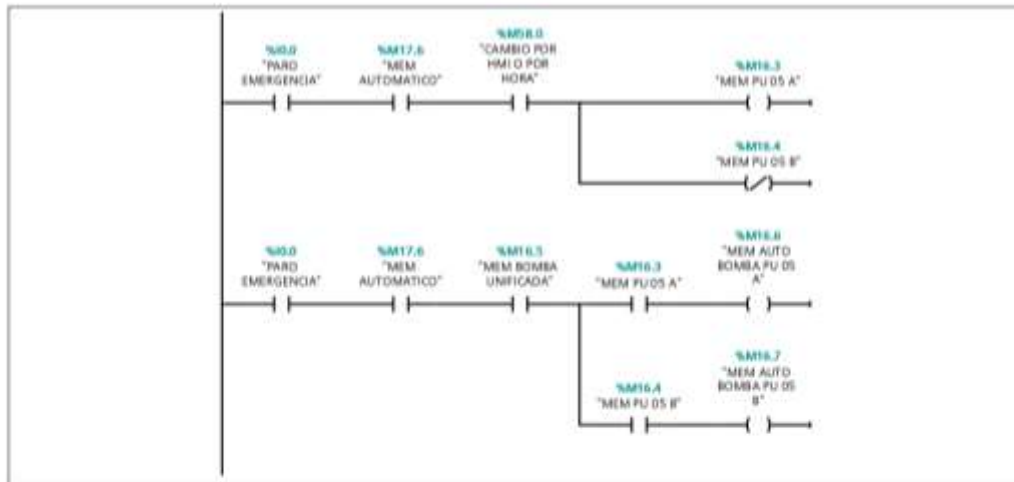 %I0.0
"PARO
EMERGENCIA"
%M17.6
"MEM
AUTOMATICO"
%M58.0
"CAMBIO POR
HMI O POR
HORA"
%M16.3
"MEM PU 05 A"
%M16.4
"MEM PU 05 B"
%I0.0
"PARO
EMERGENCIA"
%M17.6
"MEM
AUTOMATICO"
%M16.5
"MEM BOMBA
UNIFICADA"
%M16.3
"MEM PU 05 A"
%M16.6
"MEM AUTO
BOMBA PU 05
A"
%M16.4
"MEM PU 05 B"
%M16.7
"MEM AUTO
BOMBA PU 05
B"